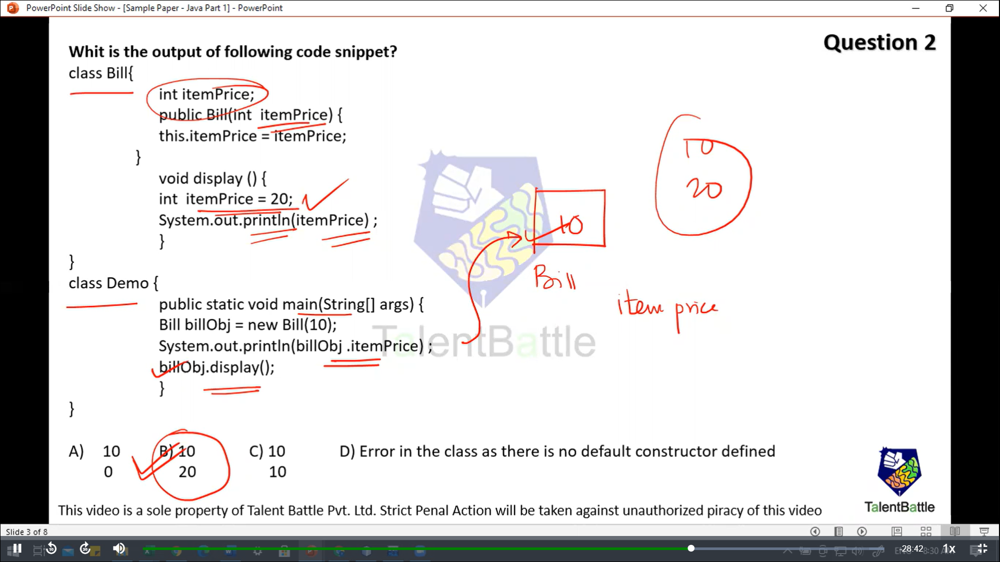 PowerPoint Slide Show - [Sample Paper - Java Part 1] - PowerPoint
Question 2
Whit is the output of following code snippet?
class Bill{
int itemPrice;
public Bill(int itemPrice) {
this.itemPrice = itemPrice;
}
void display () {
int itemPrice = 20;
System.out.println(itemPrice) ;
}
}
class Demo {
public static void main(String[] args) {
Bill billObj = new Bill(10);
System.out.println(billObj .itemPrice) ;
billObj.display();
}
}
10
20
10
Bill
item price
TalentBattle
A) 10 B) 10 C) 10 D) Error in the class as there is no default constructor defined
0 20 10
TalentBattle
This video is a sole property of Talent Battle Pvt. Ltd. Strict Penal Action will be taken against unauthorized piracy of this video
Slide 3 of 8
10 30 -28:42 1x